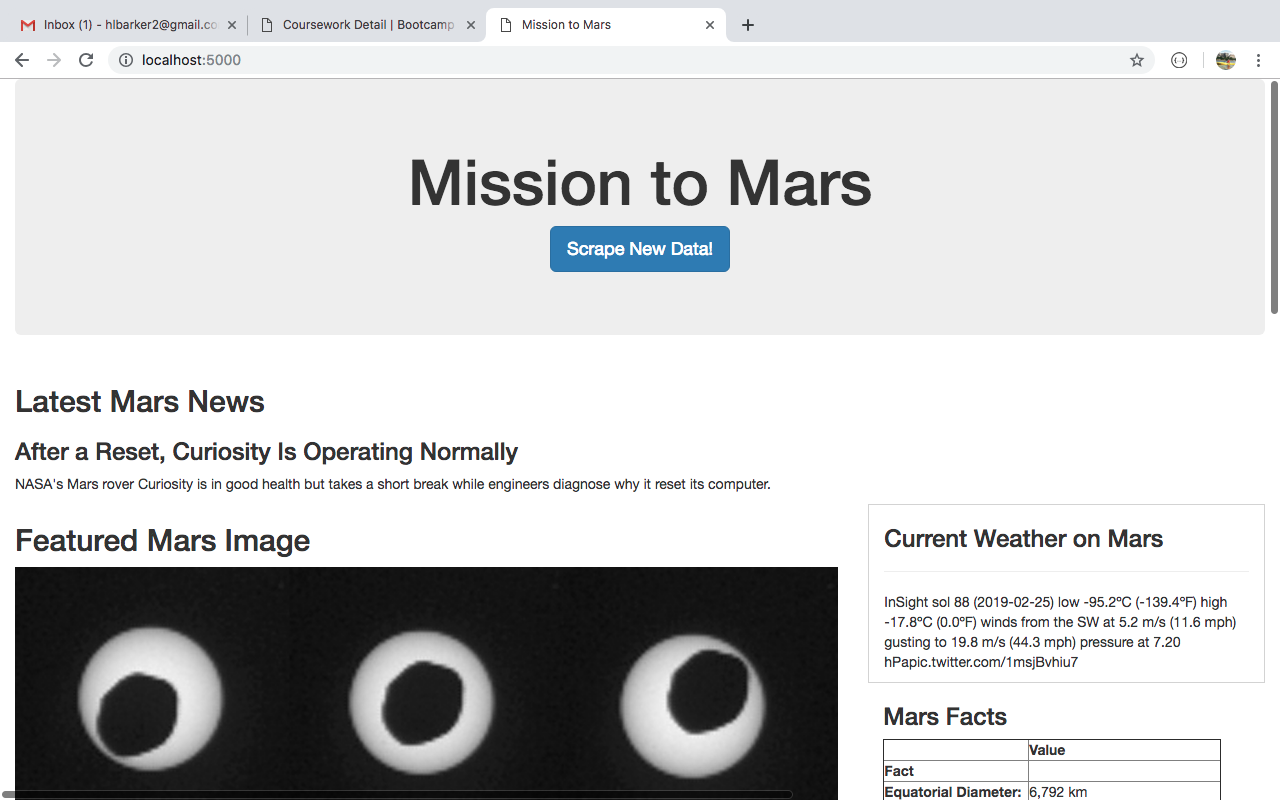 Inbox (1) - hlbarker2@gmail.co
Coursework Detail | Bootcamp
Mission to Mars
localhost:5000
Mission to Mars
Scrape New Data!
Latest Mars News
After a Reset, Curiosity Is Operating Normally
NASA's Mars rover Curiosity is in good health but takes a short break while engineers diagnose why it reset its computer.
Featured Mars Image
Current Weather on Mars
InSight sol 88 (2019-02-25) low -95.2ºC (-139.4ºF) high
-17.8ºC (0.0ºF) winds from the SW at 5.2 m/s (11.6 mph)
gusting to 19.8 m/s (44.3 mph) pressure at 7.20
hPapic.twitter.com/1msjBvhiu7
Mars Facts
Value
Fact
Equatorial Diameter: 6,792 km